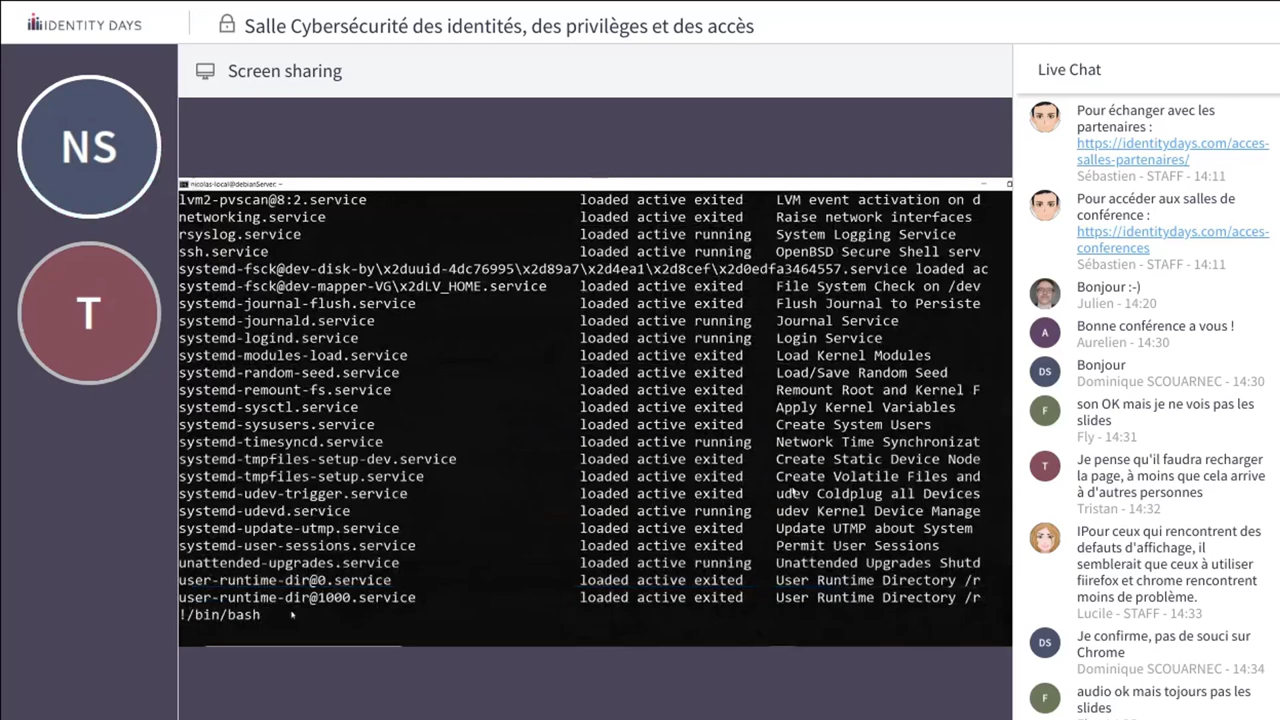 IDENTITY DAYS
Salle Cybersécurité des identités, des privilèges et des accès
NS
T
Screen sharing
nicolas-local@debianServer: ~
lvm2-pvscan@8:2.service loaded active exited LVM event activation on d
networking.service loaded active exited Raise network interfaces
rsyslog.service loaded active running System Logging Service
ssh.service loaded active running OpenBSD Secure Shell serv
systemd-fsck@dev-disk-by\x2duuid-4dc76995\x2d89a7\x2d4ea1\x2d8cef\x2d0edfa3464557.service loaded ac
systemd-fsck@dev-mapper-VG\x2dLV_HOME.service loaded active exited File System Check on /dev
systemd-journal-flush.service loaded active exited Flush Journal to Persiste
systemd-journald.service loaded active running Journal Service
systemd-logind.service loaded active running Login Service
systemd-modules-load.service loaded active exited Load Kernel Modules
systemd-random-seed.service loaded active exited Load/Save Random Seed
systemd-remount-fs.service loaded active exited Remount Root and Kernel F
systemd-sysctl.service loaded active exited Apply Kernel Variables
systemd-sysusers.service loaded active exited Create System Users
systemd-timesyncd.service loaded active running Network Time Synchronizat
systemd-tmpfiles-setup-dev.service loaded active exited Create Static Device Node
systemd-tmpfiles-setup.service loaded active exited Create Volatile Files and
systemd-udev-trigger.service loaded active exited udev Coldplug all Devices
systemd-udevd.service loaded active running udev Kernel Device Manage
systemd-update-utmp.service loaded active exited Update UTMP about System
systemd-user-sessions.service loaded active exited Permit User Sessions
unattended-upgrades.service loaded active running Unattended Upgrades Shutd
user-runtime-dir@0.service loaded active exited User Runtime Directory /r
user-runtime-dir@1000.service loaded active exited User Runtime Directory /r
!/bin/bash
Live Chat
Pour échanger avec les
partenaires :
https://identitydays.com/acces-
salles-partenaires/
Sébastien - STAFF - 14:11
Pour accéder aux salles de
conférence :
https://identitydays.com/acces-
conferences
Sébastien - STAFF - 14:11
Bonjour :-)
Julien - 14:20
A
Bonne conférence a vous !
Aurelien - 14:30
DS
Bonjour
Dominique SCOUARNEC - 14:30
F
son OK mais je ne vois pas les
slides
Fly - 14:31
T
Je pense qu'il faudra recharger
la page, à moins que cela arrive
à d'autres personnes
Tristan - 14:32
IPour ceux qui rencontrent des
defauts d'affichage, il
semblerait que ceux à utiliser
fiirefox et chrome rencontrent
moins de problème.
Lucile - STAFF - 14:33
DS
Je confirme, pas de souci sur
Chrome
Dominique SCOUARNEC - 14:34
F
audio ok mais tojours pas les
slides